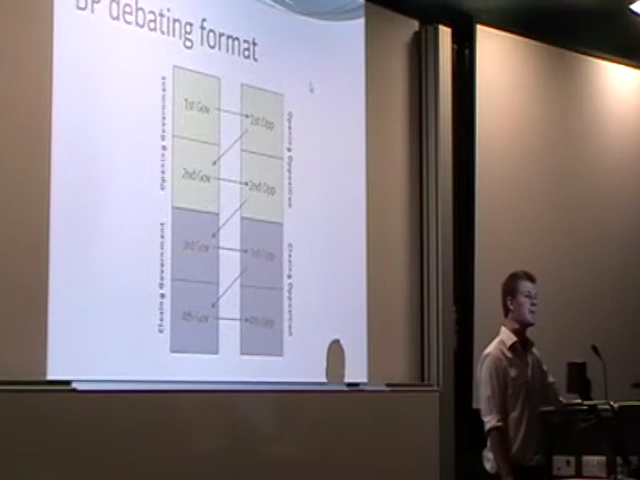 BP debating format
1st Gov
1st Opp
2nd Gov
2nd Opp
3rd Gov
3rd Opp
4th Gov
4th Opp
Opening Government
Opening Opposition
Closing Government
Closing Opposition